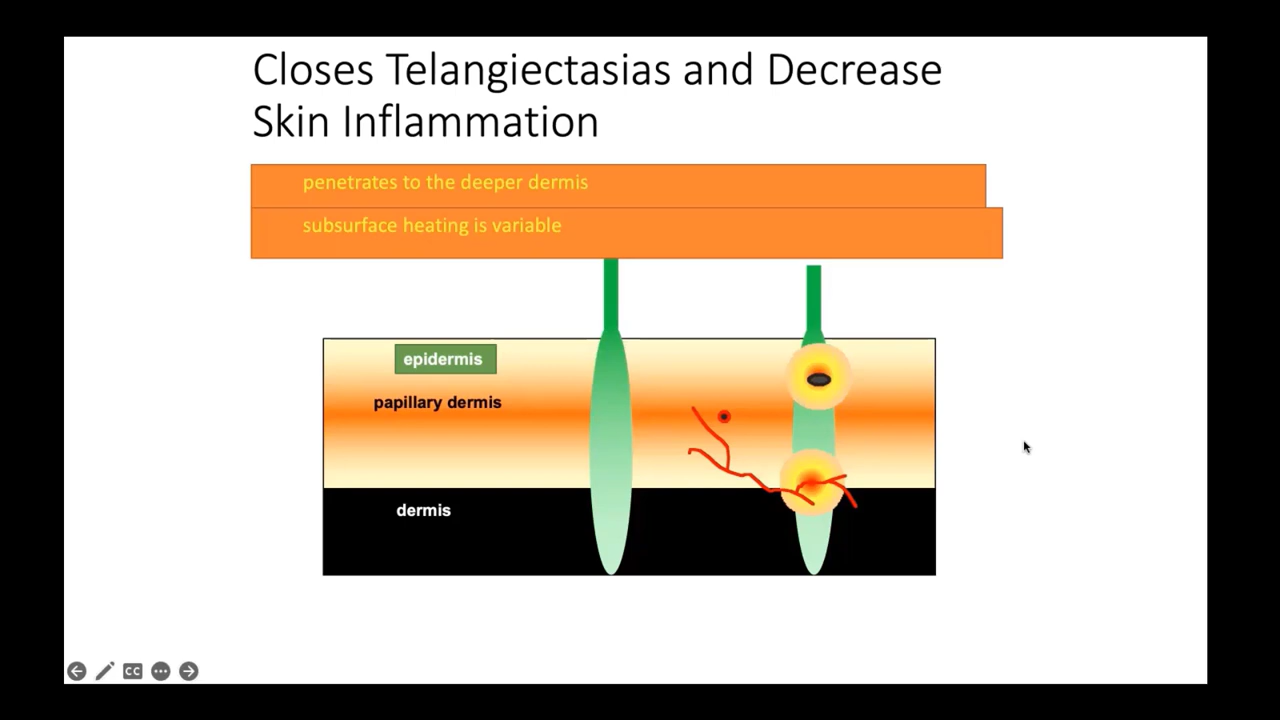 Closes Telangiectasias and Decrease
Skin Inflammation
penetrates to the deeper dermis
subsurface heating is variable
epidermis
papillary dermis
dermis
CC